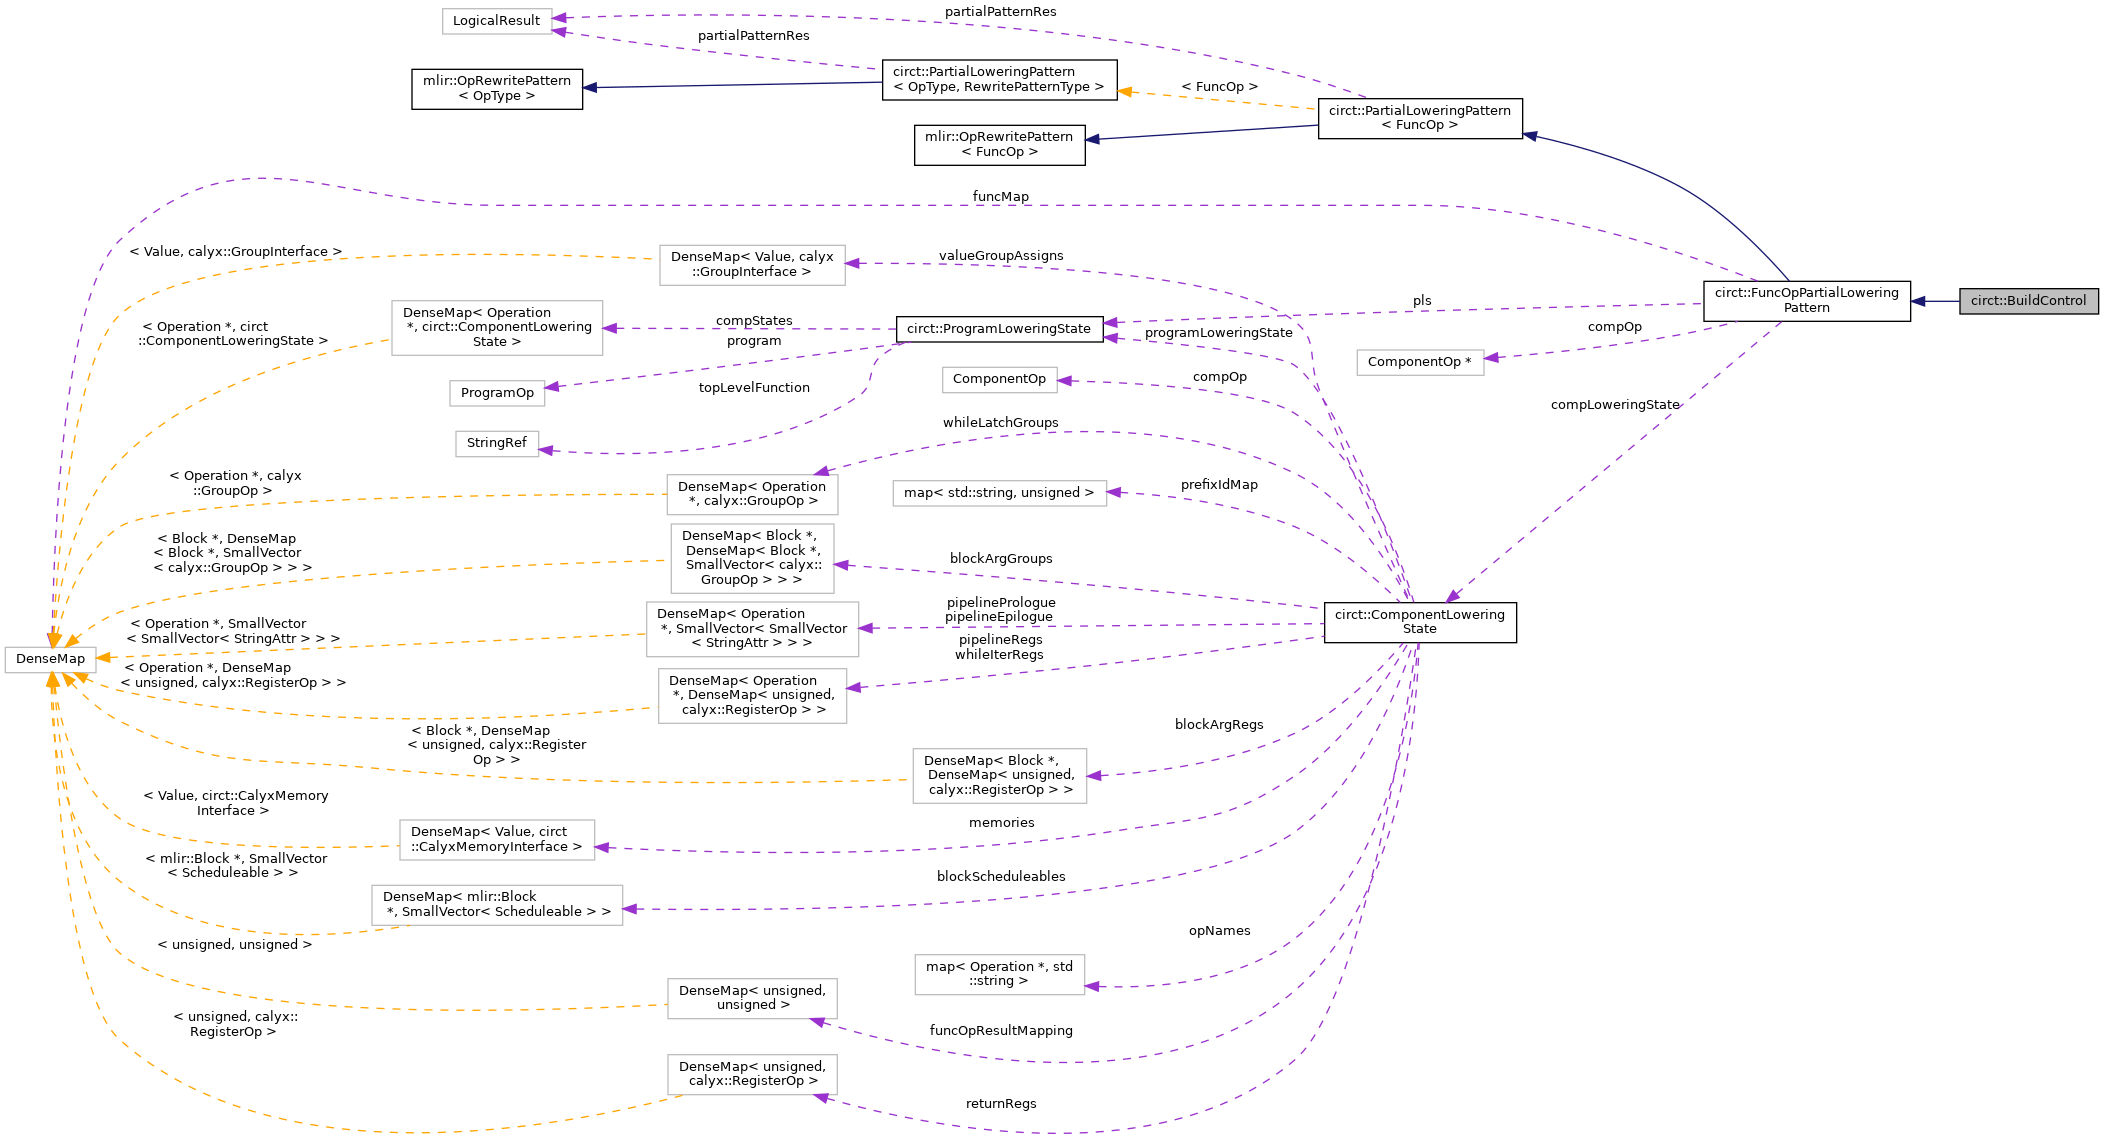 partialPatternRes
LogicalResult
partialPatternRes
mlir::OpRewritePattern
< OpType >
circt::PartialLoweringPattern
< OpType, RewritePatternType >
< FuncOp >
circt::PartialLoweringPattern
< FuncOp >
mlir::OpRewritePattern
< FuncOp >
funcMap
< Value, calyx::GroupInterface >
DenseMap< Value, calyx
::GroupInterface >
valueGroupAssigns
circt::FuncOpPartialLowering
Pattern
circt::BuildControl
pls
< Operation *, circt
::ComponentLoweringState >
DenseMap< Operation
*, circt::ComponentLowering
State >
compStates
circt::ProgramLoweringState
programLoweringState
compOp
program
ComponentOp *
ProgramOp
topLevelFunction
ComponentOp
compOp
compLoweringState
StringRef
whileLatchGroups
< Operation *, calyx
::GroupOp >
DenseMap< Operation
*, calyx::GroupOp >
map< std::string, unsigned >
prefixIdMap
< Block *, DenseMap
< Block *, SmallVector
< calyx::GroupOp > > >
DenseMap< Block *,
DenseMap< Block *,
SmallVector< calyx::
GroupOp > > >
blockArgGroups
circt::ComponentLowering
State
< Operation *, SmallVector
< SmallVector< StringAttr > > >
DenseMap< Operation
*, SmallVector< SmallVector
< StringAttr > > >
pipelinePrologue
pipelineEpilogue
DenseMap
< Operation *, DenseMap
< unsigned, calyx::RegisterOp > >
DenseMap< Operation
*, DenseMap< unsigned,
calyx::RegisterOp > >
pipelineRegs
whileIterRegs
< Block *, DenseMap
< unsigned, calyx::Register
Op > >
DenseMap< Block *,
DenseMap< unsigned,
calyx::RegisterOp > >
blockArgRegs
< Value, circt::CalyxMemory
Interface >
DenseMap< Value, circt
::CalyxMemoryInterface >
memories
< mlir::Block *, SmallVector
< Scheduleable > >
DenseMap< mlir::Block
*, SmallVector< Scheduleable > >
blockScheduleables
< unsigned, unsigned >
map< Operation *, std
::string >
opNames
DenseMap< unsigned,
unsigned >
funcOpResultMapping
< unsigned, calyx::
RegisterOp >
DenseMap< unsigned,
calyx::RegisterOp >
returnRegs